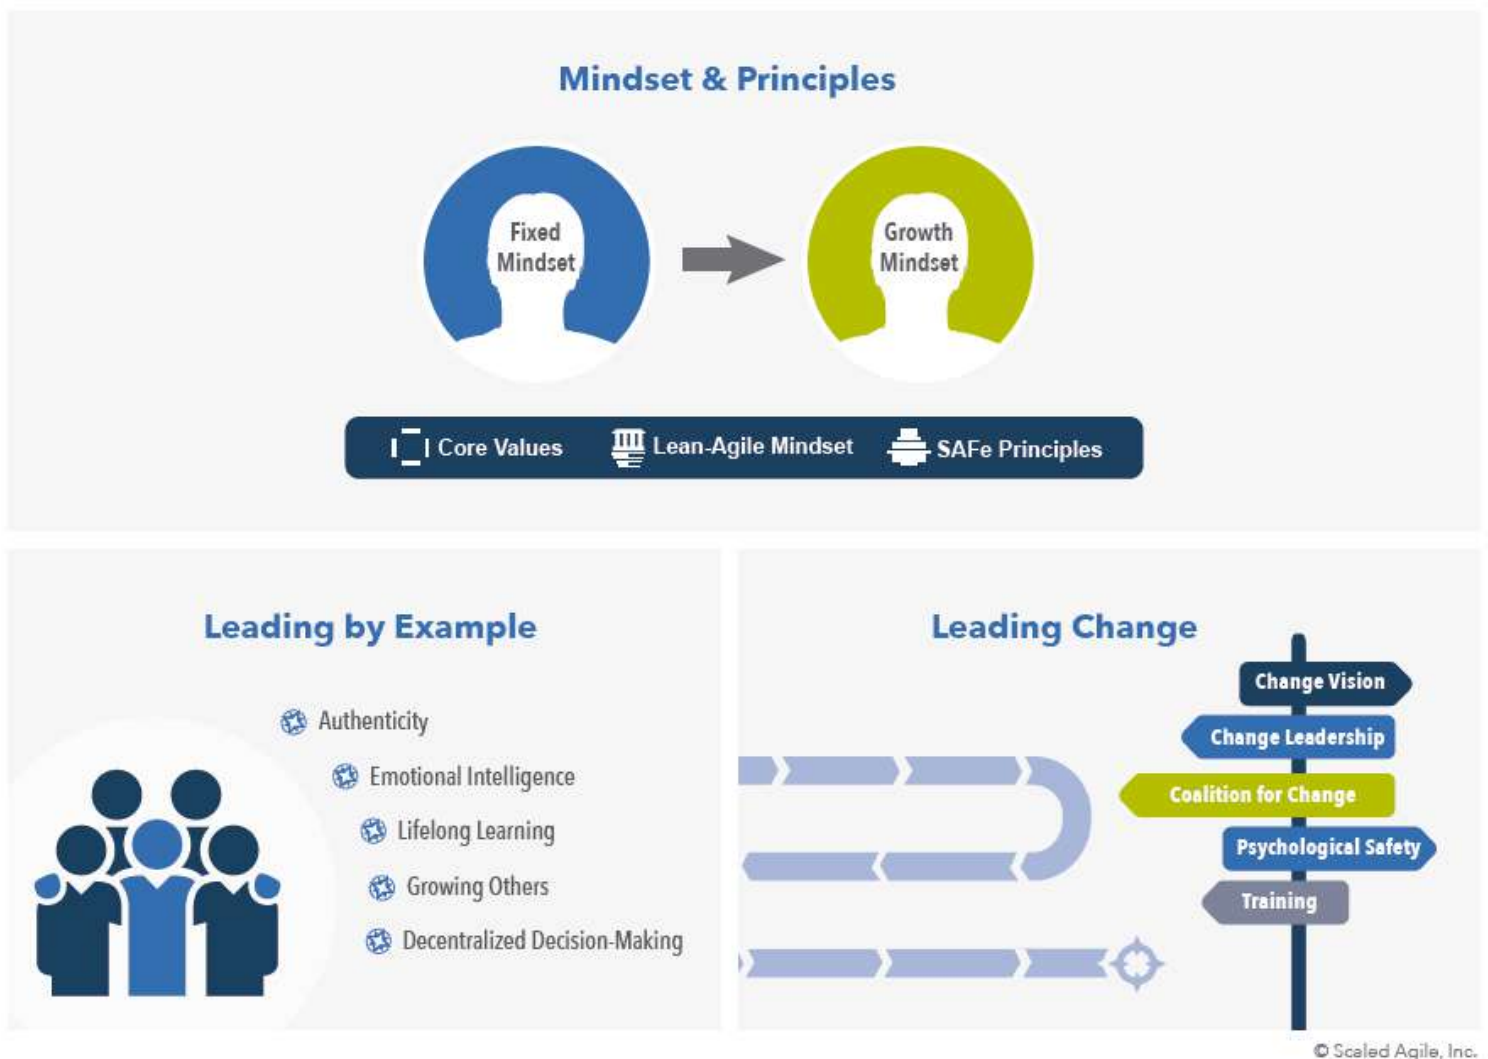 Mindset & Principles
Fixed
Mindset
Growth
Mindset
Core Values
Lean-Agile Mindset
SAFe Principles
Leading by Example
Authenticity
Emotional Intelligence
Lifelong Learning
Growing Others
Decentralized Decision-Making
Leading Change
Change Vision
Change Leadership
Coalition for Change
Psychological Safety
Training
© Scaled Agile, Inc.